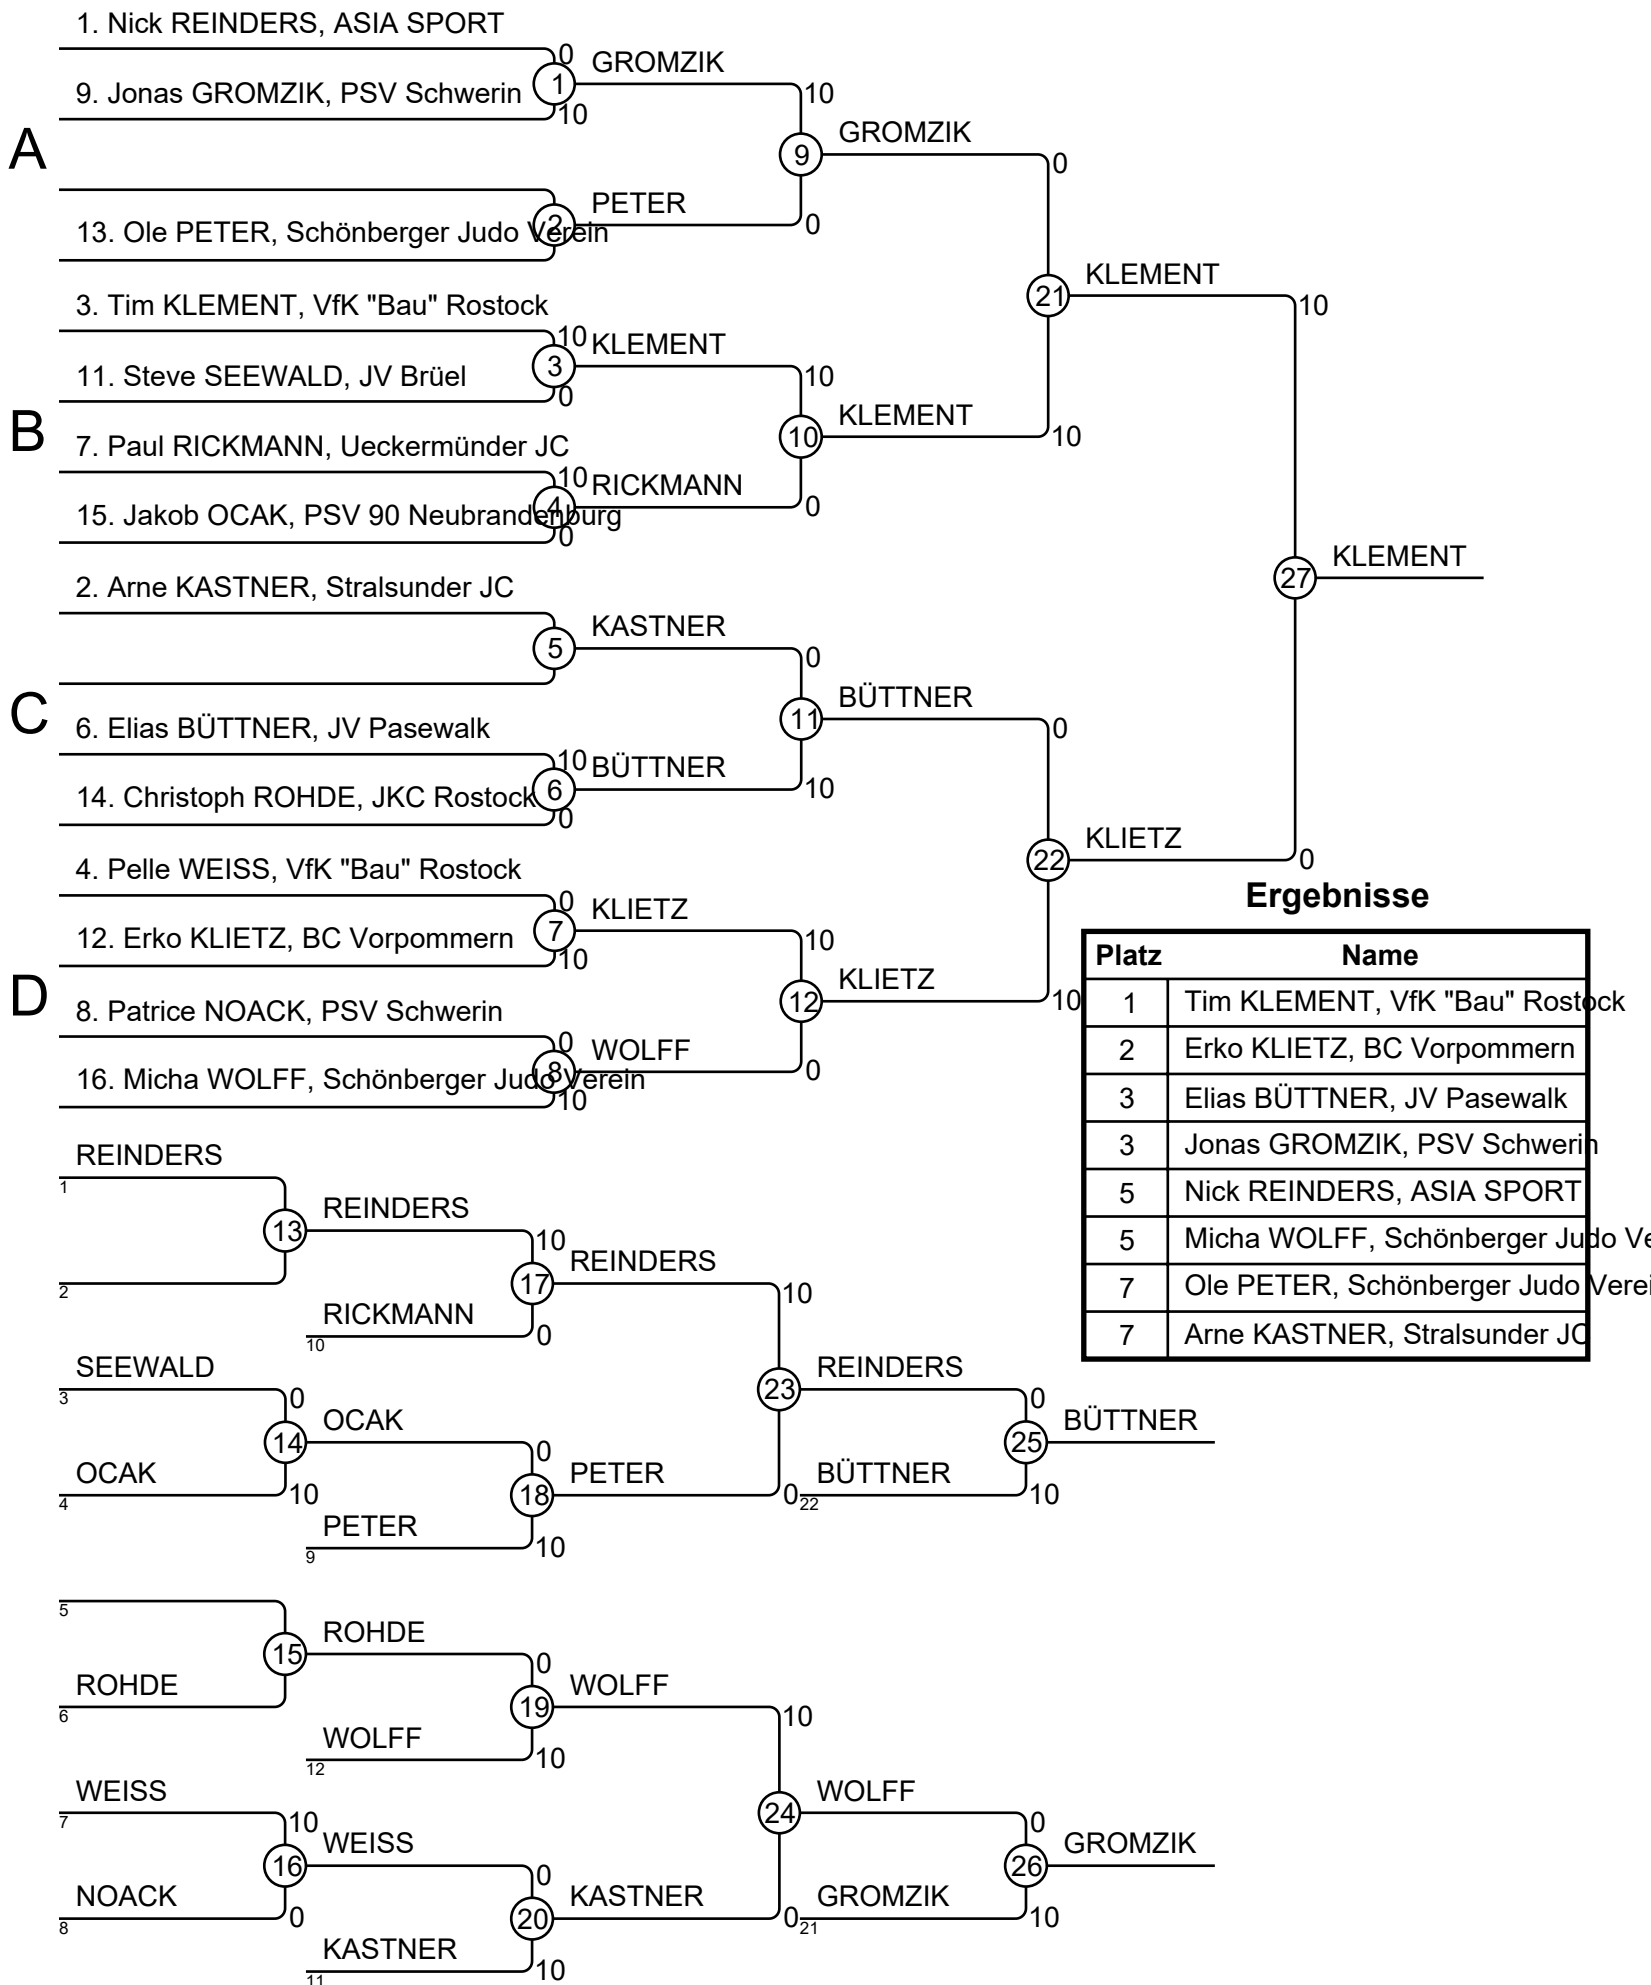 1. Nick REINDERS, ASIA SPORT
0
GROMZIK
1
10
9. Jonas GROMZIK, PSV Schwerin
10
A
GROMZIK
9
0
PETER
2
13. Ole PETER, Schönberger Judo Verein
0
KLEMENT
21
10
3. Tim KLEMENT, VfK "Bau" Rostock
10
KLEMENT
3
10
11. Steve SEEWALD, JV Brüel
0
B
KLEMENT
10
10
7. Paul RICKMANN, Ueckermünder JC
10
RICKMANN
4
0
15. Jakob OCAK, PSV 90 Neubrandenburg
0
KLEMENT
27
2. Arne KASTNER, Stralsunder JC
KASTNER
5
0
C
BÜTTNER
11
0
6. Elias BÜTTNER, JV Pasewalk
10
BÜTTNER
6
10
14. Christoph ROHDE, JKC Rostock
0
KLIETZ
22
0
4. Pelle WEISS, VfK "Bau" Rostock
0
KLIETZ
7
10
12. Erko KLIETZ, BC Vorpommern
10
D
KLIETZ
12
10
8. Patrice NOACK, PSV Schwerin
0
WOLFF
8
0
16. Micha WOLFF, Schönberger Judo Verein
10
Ergebnisse
Platz Name
1 Tim KLEMENT, VfK "Bau" Rostock
2 Erko KLIETZ, BC Vorpommern
3 Elias BÜTTNER, JV Pasewalk
3 Jonas GROMZIK, PSV Schwerin
5 Nick REINDERS, ASIA SPORT
5 Micha WOLFF, Schönberger Judo Ve
7 Ole PETER, Schönberger Judo Verei
7 Arne KASTNER, Stralsunder JC
REINDERS
1
13
REINDERS
10
2
17
REINDERS
10
RICKMANN
10
0
SEEWALD
3
0
23
REINDERS
0
14
OCAK
0
25
BÜTTNER
OCAK
4
10
18
PETER
0
BÜTTNER
22
10
PETER
9
10
5
15
ROHDE
0
ROHDE
6
19
WOLFF
10
WOLFF
12
10
WEISS
7
10
24
WOLFF
0
16
WEISS
0
26
GROMZIK
NOACK
8
0
20
KASTNER
0
GROMZIK
21
10
KASTNER
11
10